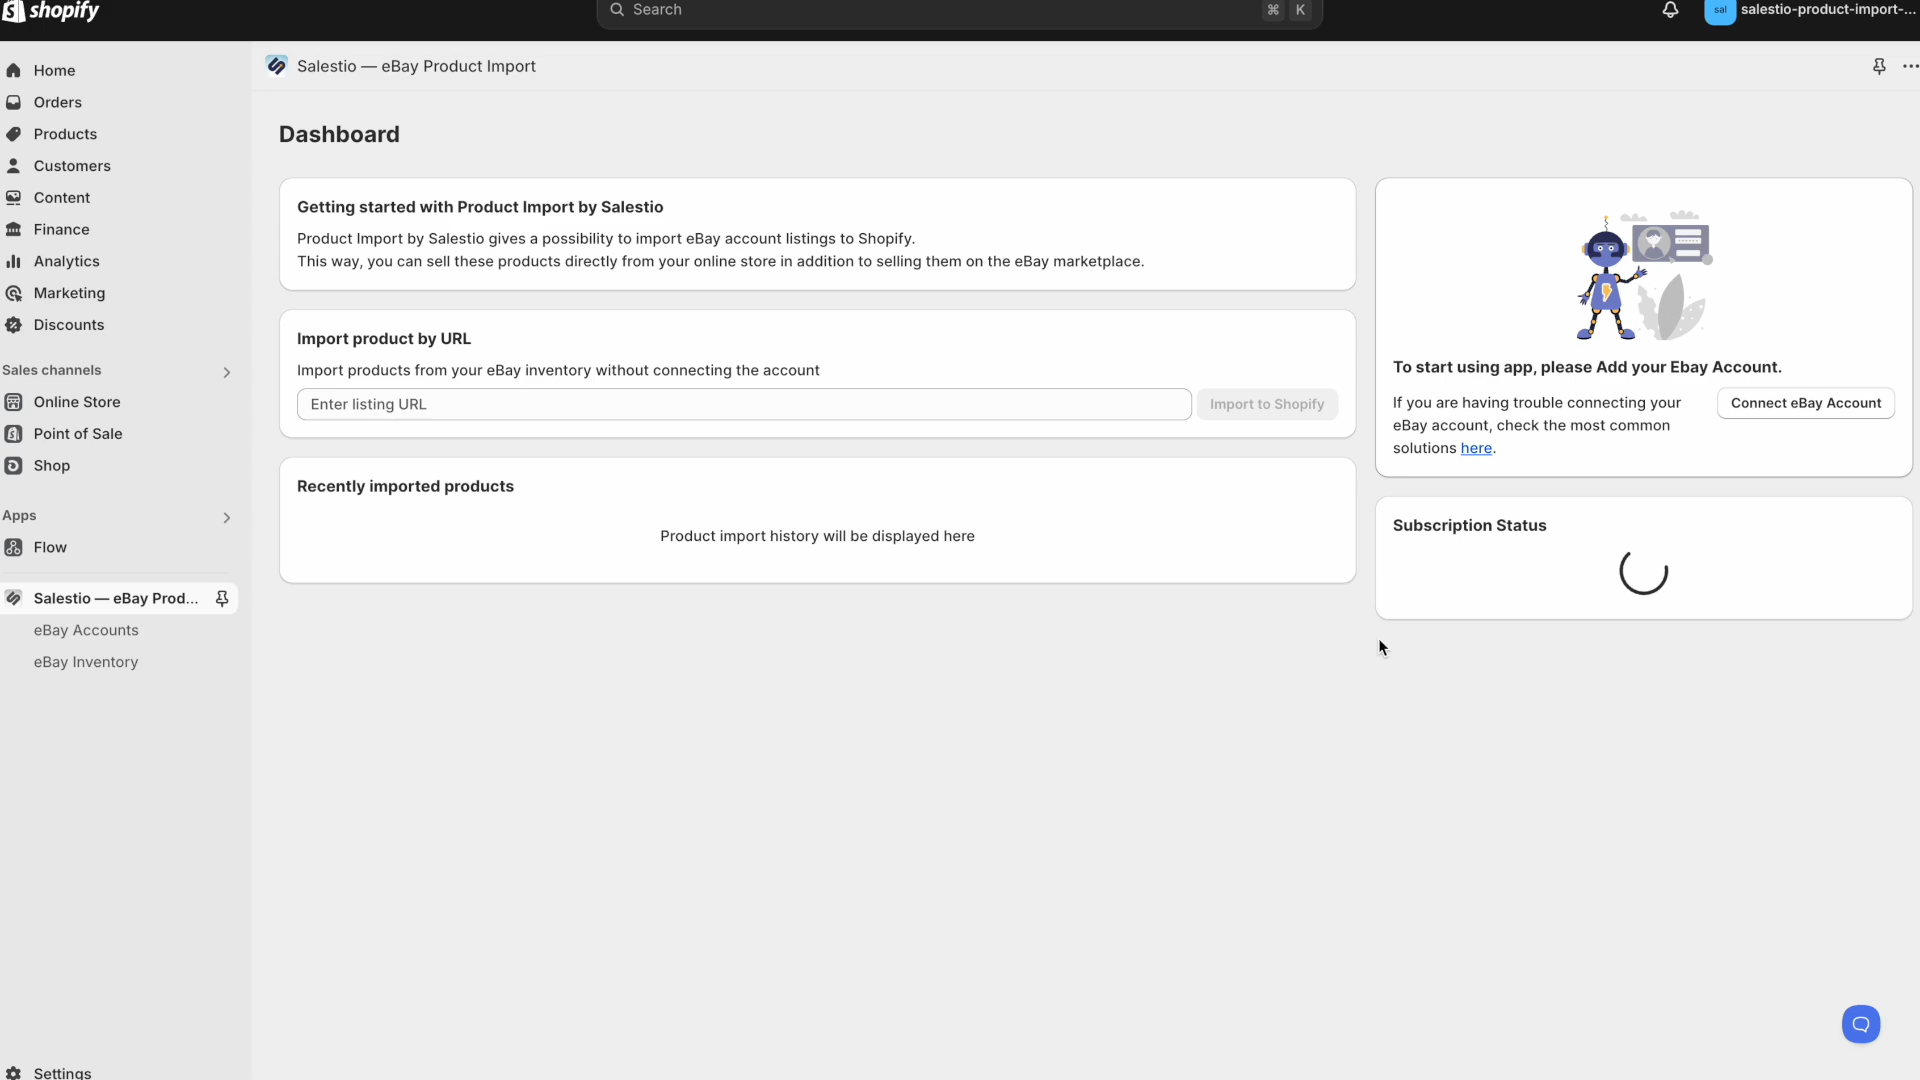 shopify
Search
⌘ K
sal
salestio-product-import-...
Home
Orders
Products
Customers
Content
Finance
Analytics
Marketing
Discounts
Sales channels
Online Store
Point of Sale
Shop
Apps
Flow
Salestio — eBay Prod...
eBay Accounts
eBay Inventory
Settings
Salestio — eBay Product Import
Dashboard
Getting started with Product Import by Salestio
Product Import by Salestio gives a possibility to import eBay account listings to Shopify.
This way, you can sell these products directly from your online store in addition to selling them on the eBay marketplace.
Import product by URL
Import products from your eBay inventory without connecting the account
Enter listing URL
Import to Shopify
Recently imported products
Product import history will be displayed here
To start using app, please Add your Ebay Account.
If you are having trouble connecting your
eBay account, check the most common
solutions here.
Connect eBay Account
Subscription Status